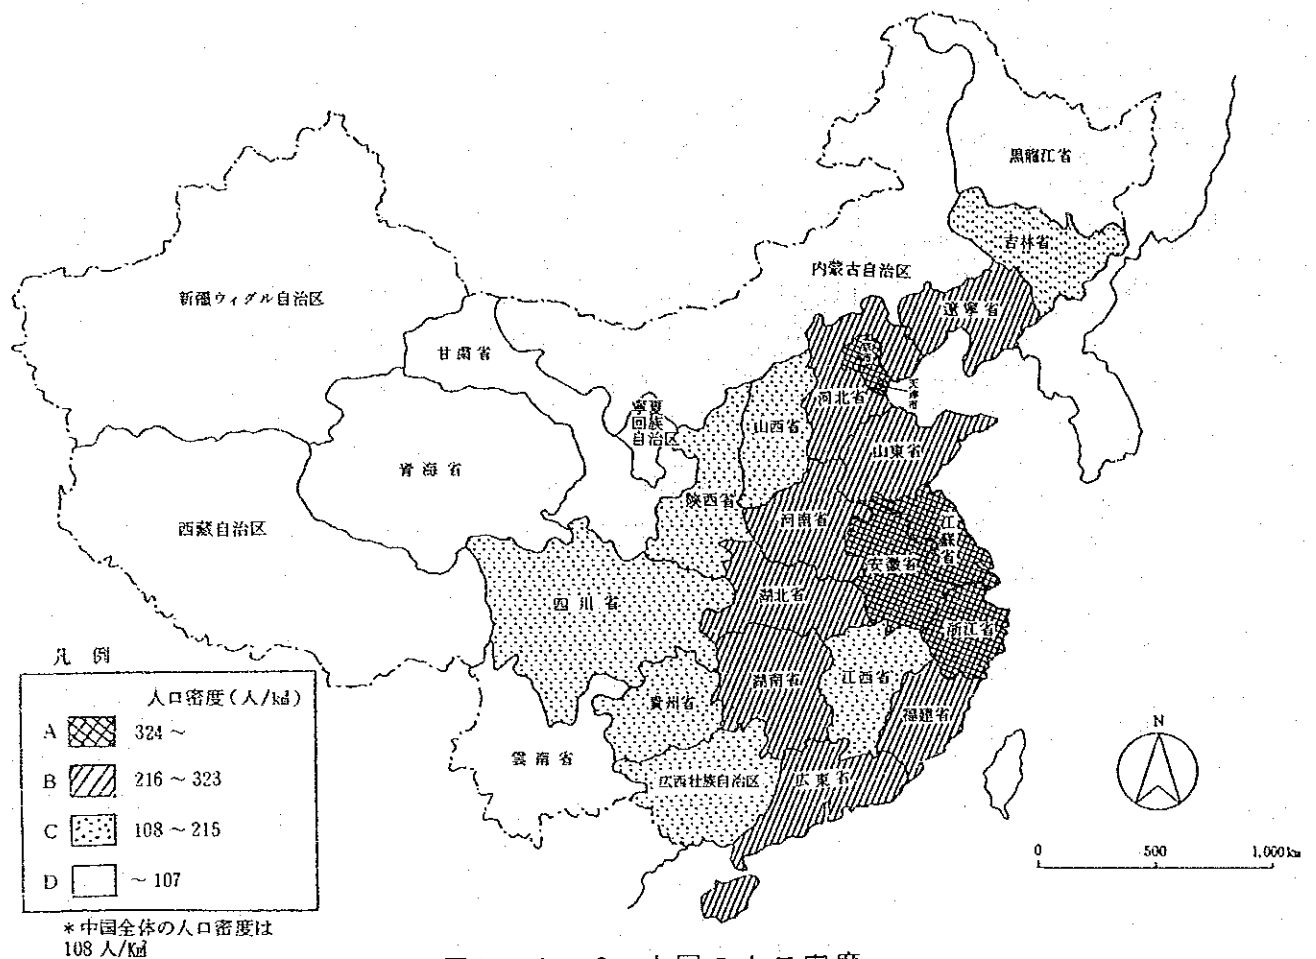 黒龍江省
吉林省
内蒙古自治区
遼寧省
新疆ウィグル自治区
甘粛省
天津市
河北省
寧夏
回族
自治区
山西省
山東省
青海省
陝西省
河南省
西蔵自治区
江蘇省
安徽省
四川省
湖北省
浙江省
湖南省
江西省
貴州省
福建省
雲南省
広西壮族自治区
広東省
凡例
人口密度(人/k㎡)
A 324~
B 216~323
C 108~215
D ~107
*中国全体の人口密度は
108人/K㎡
N
0 500 1,000km
中国の人口密度